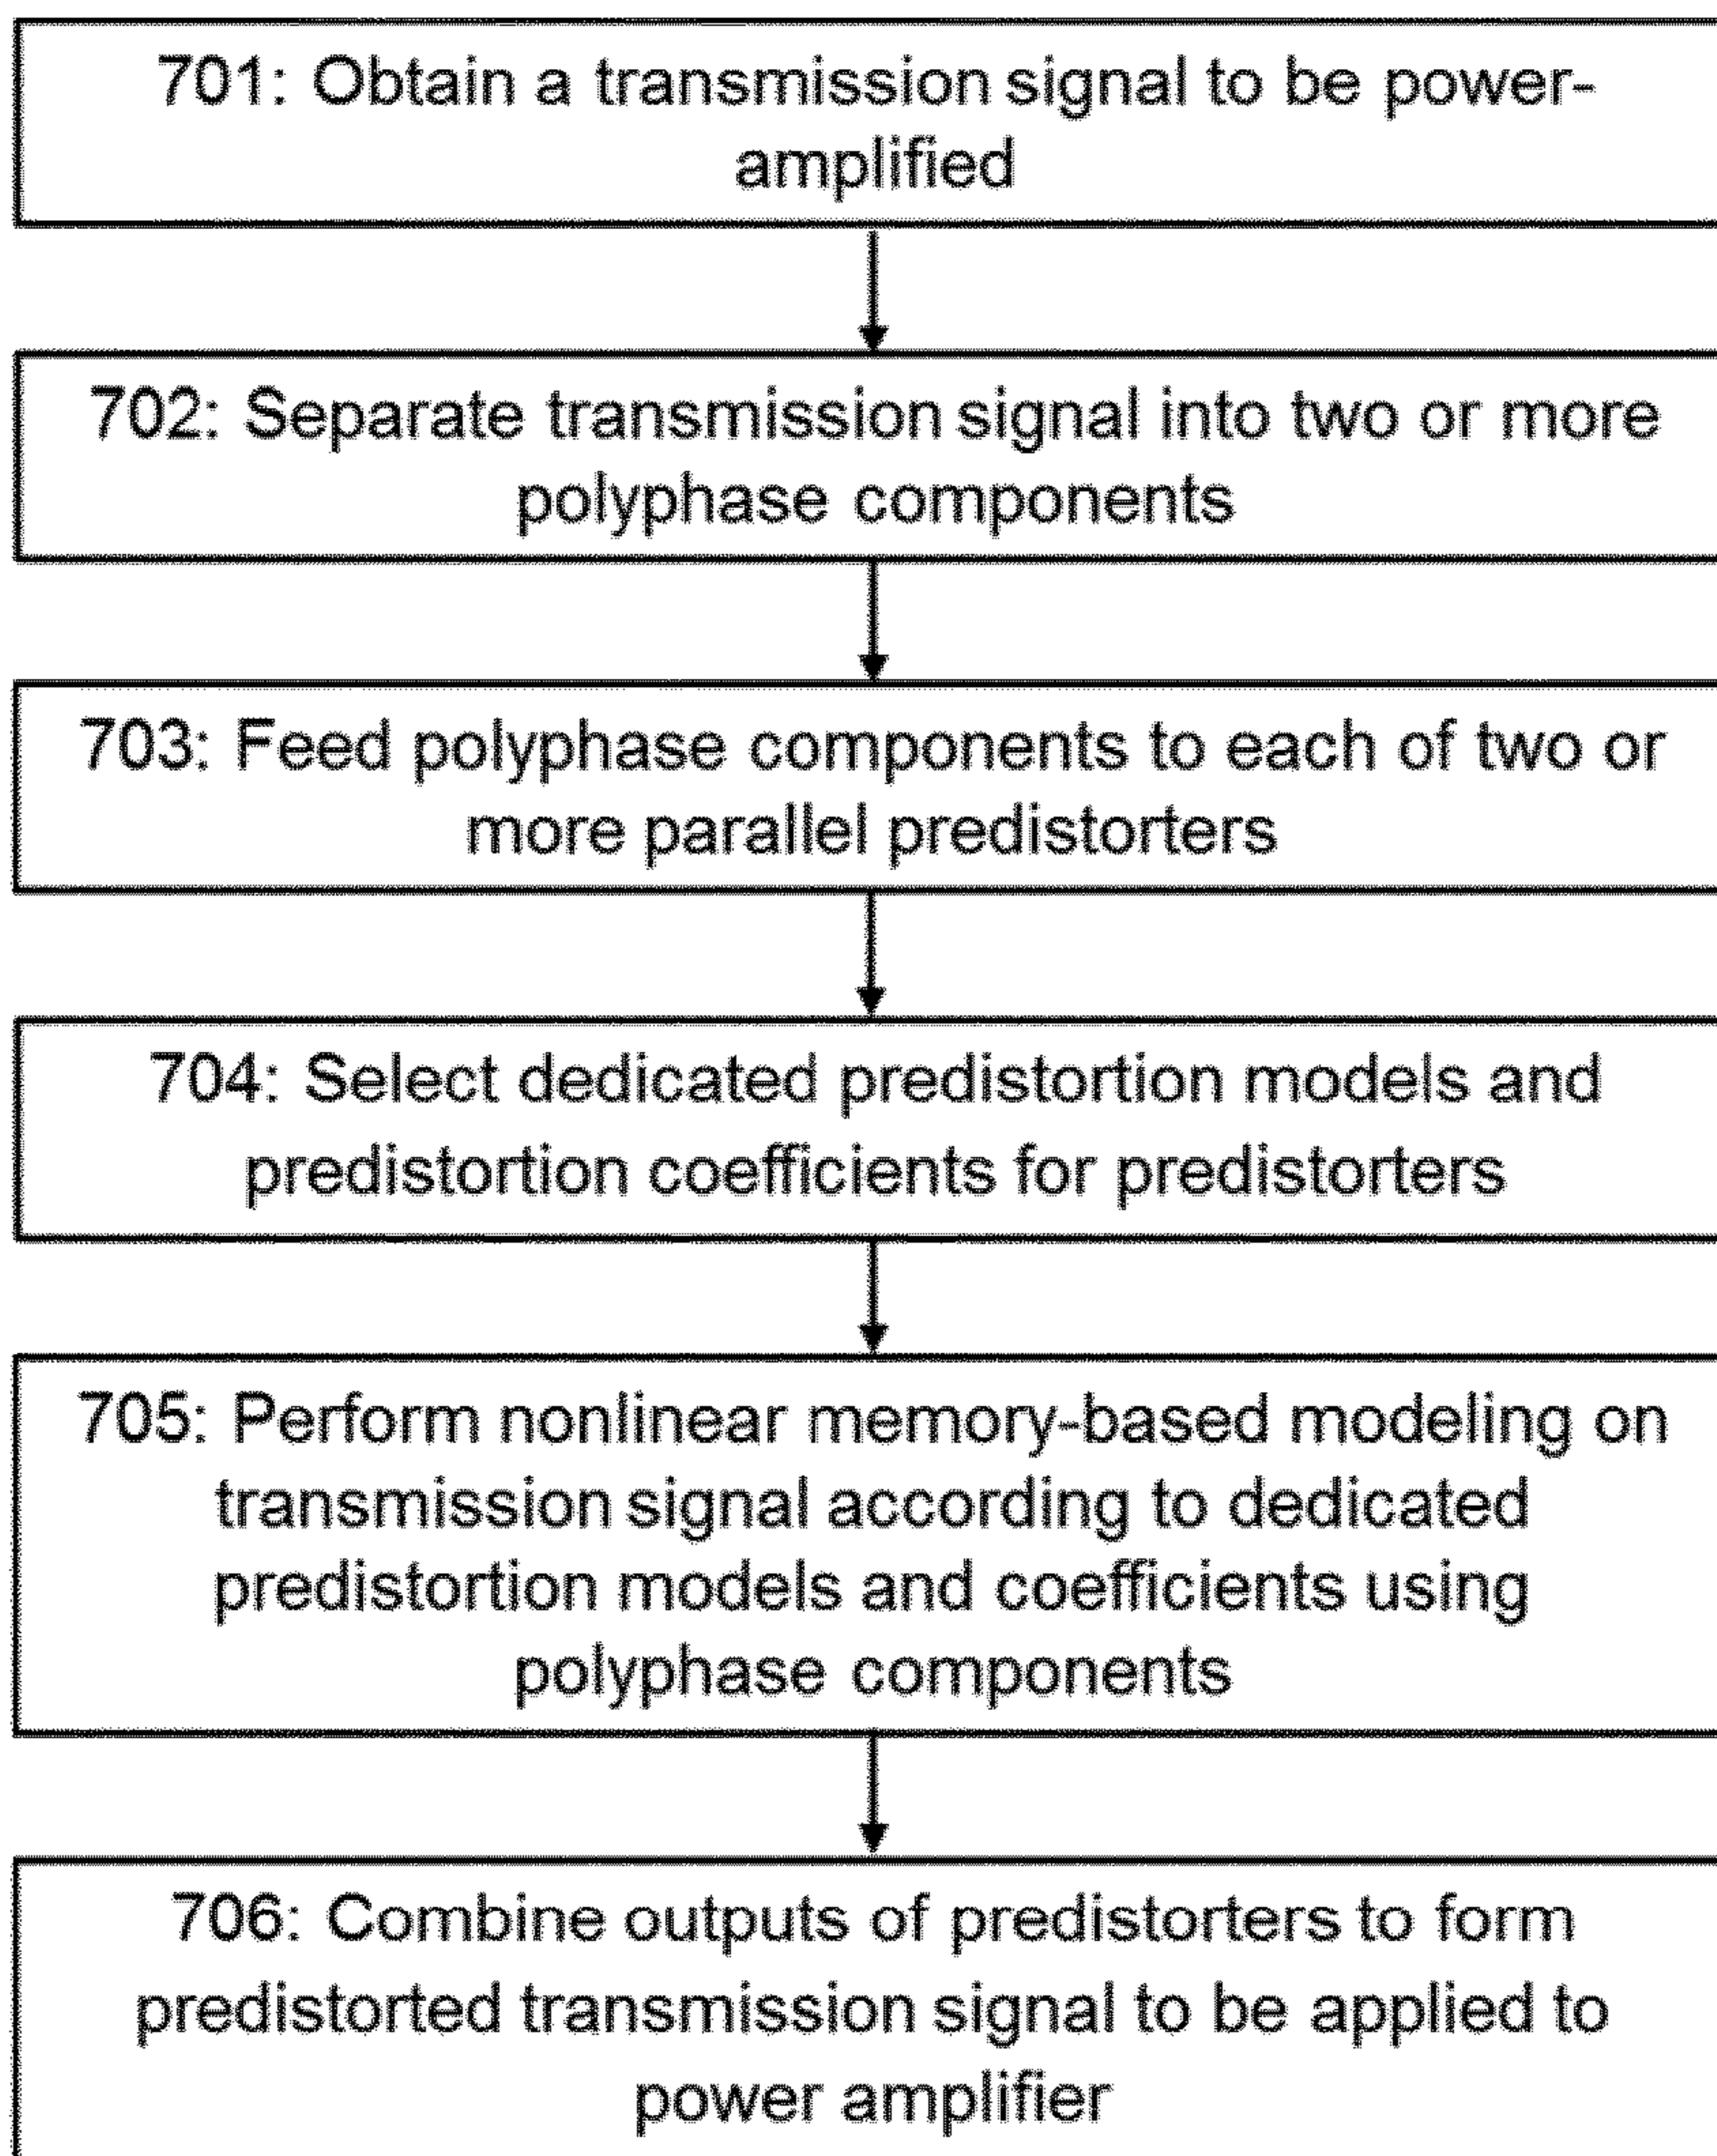 701: Obtain a transmission signal to be power-
amplified
702: Separate transmission signal into two or more
polyphase components
703: Feed polyphase components to each of two or
more parallel predistorters
704: Select dedicated predistortion models and
predistortion coefficients for predistorters
705: Perform nonlinear memory-based modeling on
transmission signal according to dedicated
predistortion models and coefficients using
polyphase components
706: Combine outputs of predistorters to form
predistorted transmission signal to be applied to
power amplifier